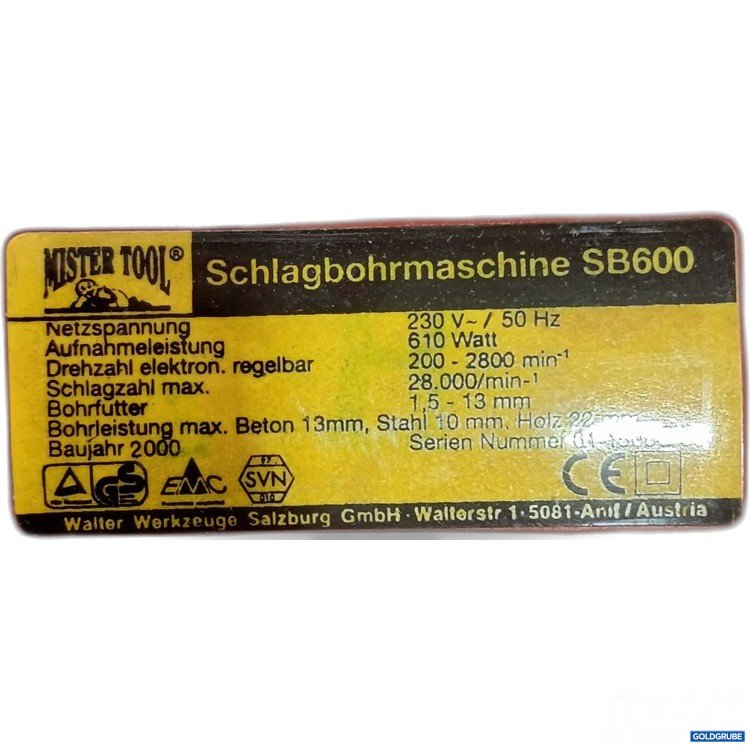 MISTER TOOL®
Schlagbohrmaschine SB600
Netzspannung 230 V~ / 50 Hz
Aufnahmeleistung 610 Watt
Drehzahl elektron. regelbar 200 - 2800 min-¹
Schlagzahl max. 28.000/min-¹
Bohrfutter 1,5 - 13 mm
Bohrleistung max. Beton 13mm, Stahl 10 mm, Holz 22
Baujahr 2000 Serien Nummer
GS EMC SVN CE
Walter Werkzeuge Salzburg GmbH · Walterstr 1 · 5081-Anif / Austria
GOLDGRUBE